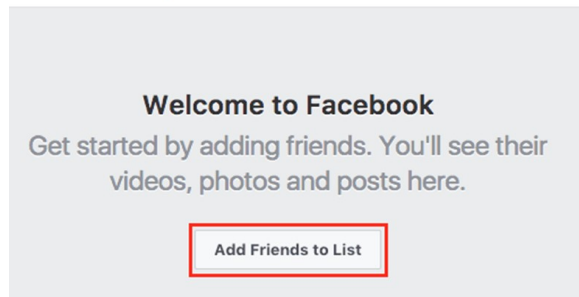 Welcome to Facebook
Get started by adding friends. You'll see their
videos, photos and posts here.
Add Friends to List